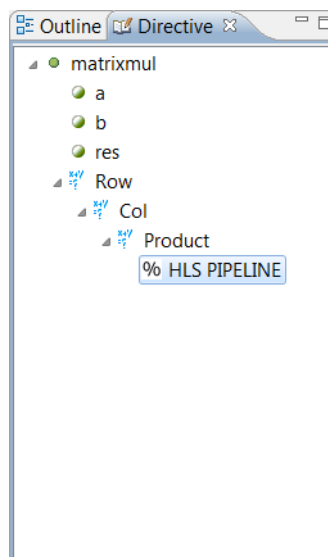 Outline Directive
matrixmul
a
b
res
Row
Col
Product
% HLS PIPELINE